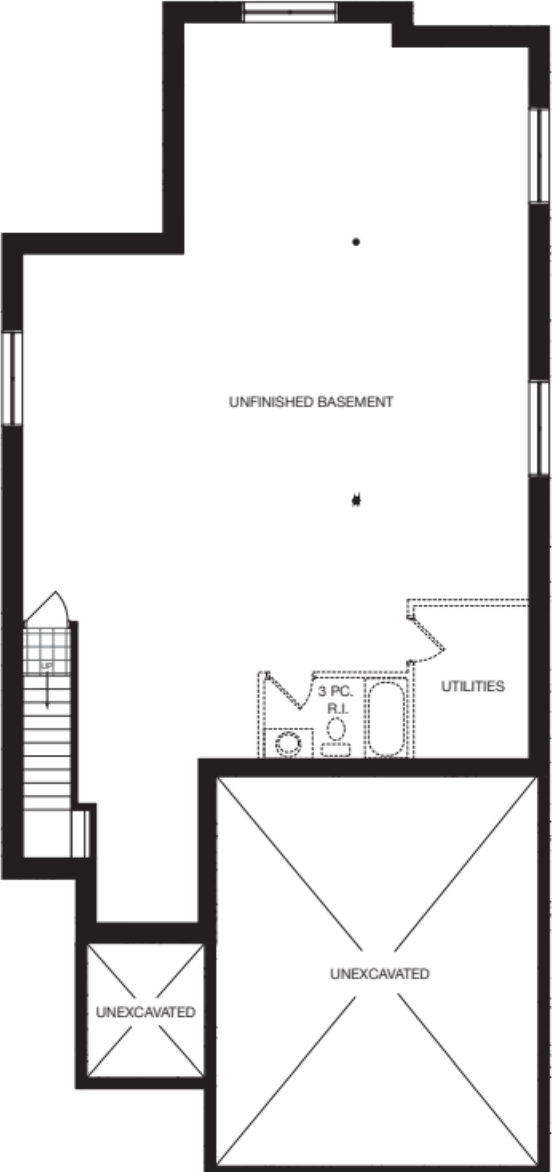 UNFINISHED BASEMENT
UP
3 PC.
R.I.
UTILITIES
UNEXCAVATED
UNEXCAVATED